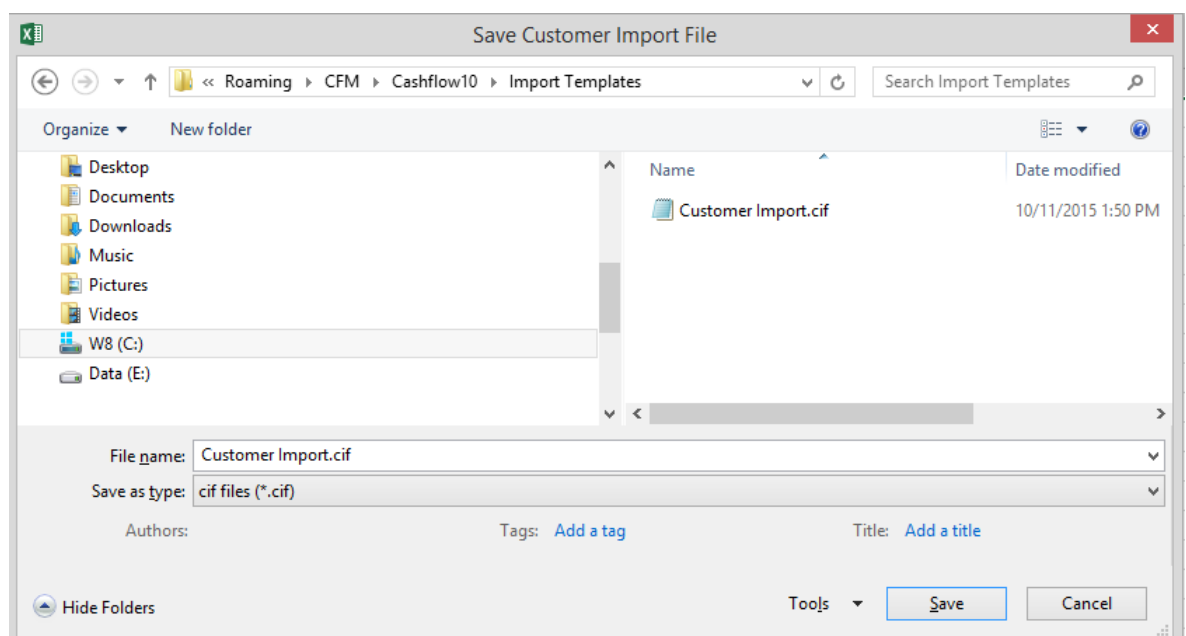 Save Customer Import File
« Roaming CFM Cashflow10 Import Templates Search Import Templates
Organize New folder
Desktop
Documents
Downloads
Music
Pictures
Videos
W8 (C:)
Data (E:)
Name Date modified
Customer Import.cif 10/11/2015 1:50 PM
File name: Customer Import.cif
Save as type: cif files (*.cif)
Authors: Tags: Add a tag Title: Add a title
Hide Folders Tools Save Cancel